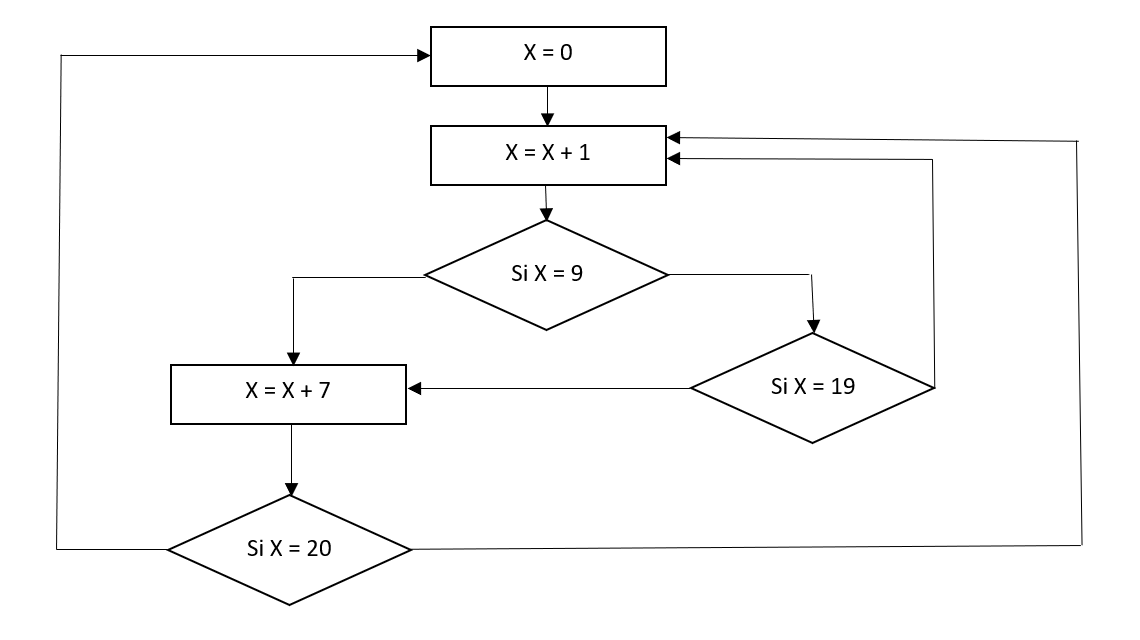 X = 0
X = X + 1
Si X = 9
Si X = 19
X = X + 7
Si X = 20